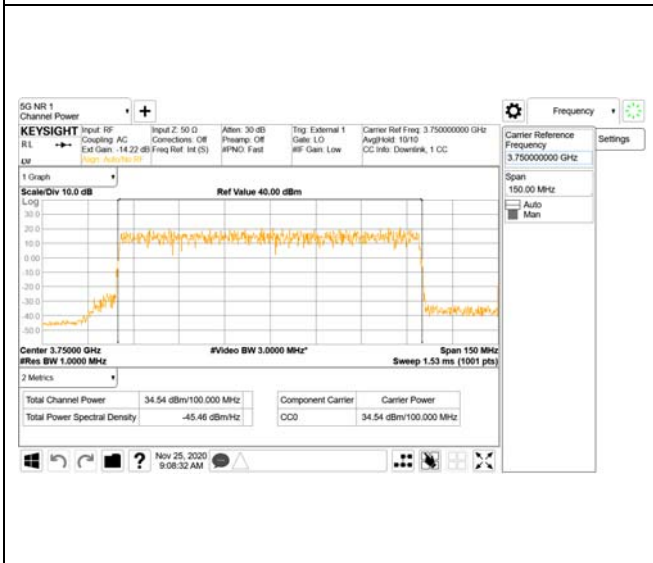 5G NR 1
Channel Power
Frequency
KEYSIGHT Input: RF Input Z: 50 Ω Atten: 30 dB Trig: External 1 Carrier Ref Freq: 3.750000000 GHz
RL Coupling: AC Corrections: Off Preamp: Off Gate: LO Avg|Hold: 10/10
Ext Gain: -14.22 dB Freq Ref: Int (S) #PNO: Fast #IF Gain: Low CC Info: Downlink, 1 CC
Align: Auto/No RF
Carrier Reference Frequency
3.750000000 GHz
Settings
Span
150.00 MHz
Auto
Man
1 Graph
Scale/Div 10.0 dB Ref Value 40.00 dBm
Log
30.0
20.0
10.0
0.00
-10.0
-20.0
-30.0
-40.0
-50.0
Center 3.75000 GHz #Video BW 3.0000 MHz* Span 150 MHz
#Res BW 1.0000 MHz Sweep 1.53 ms (1001 pts)
2 Metrics
Total Channel Power 34.54 dBm/100.000 MHz Component Carrier Carrier Power
Total Power Spectral Density -45.46 dBm/Hz CC0 34.54 dBm/100.000 MHz
? Nov 25, 2020
9:08:32 AM